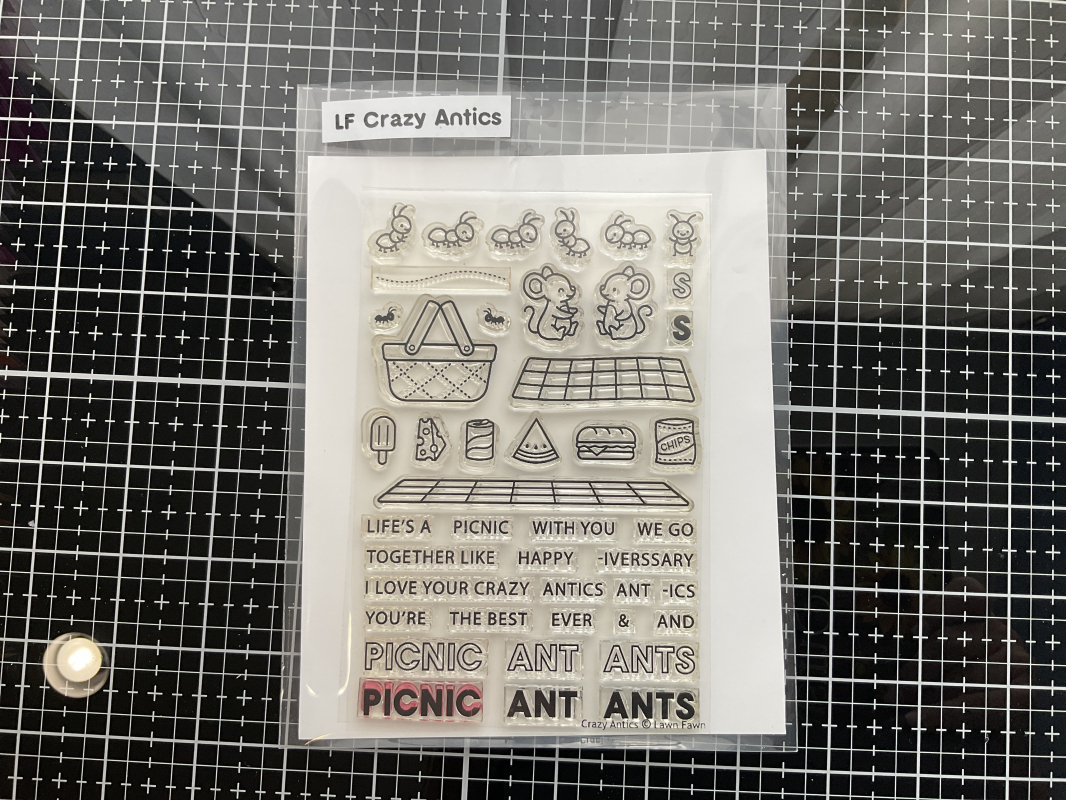 LF Crazy Antics
S
S
CHIPS
LIFE'S A PICNIC WITH YOU WE GO
TOGETHER LIKE HAPPY -IVERSSARY
I LOVE YOUR CRAZY ANTICS ANT -ICS
YOU'RE THE BEST EVER & AND
PICNIC ANT ANTS
PICNIC ANT ANTS
Crazy Antics © Lawn Fawn